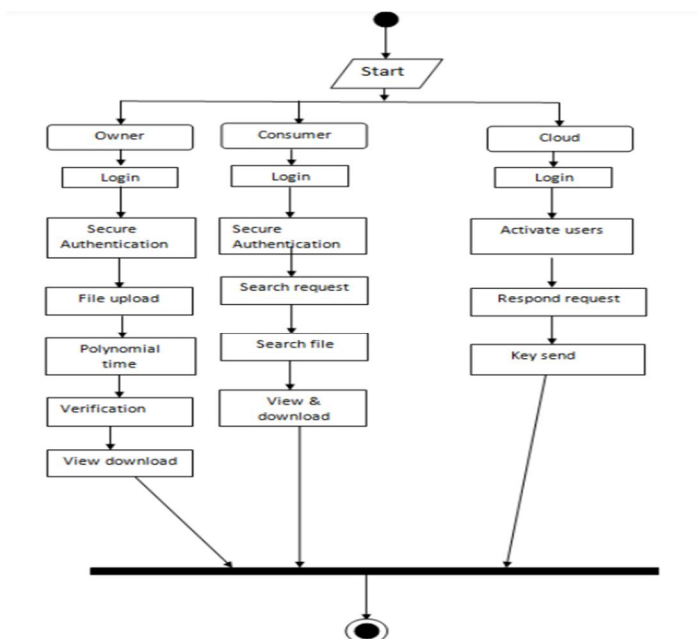 Start
Owner
Login
Secure
Authentication
File upload
Polynomial
time
Verification
View download
Consumer
Login
Secure
Authentication
Search request
Search file
View &
download
Cloud
Login
Activate users
Respond request
Key send